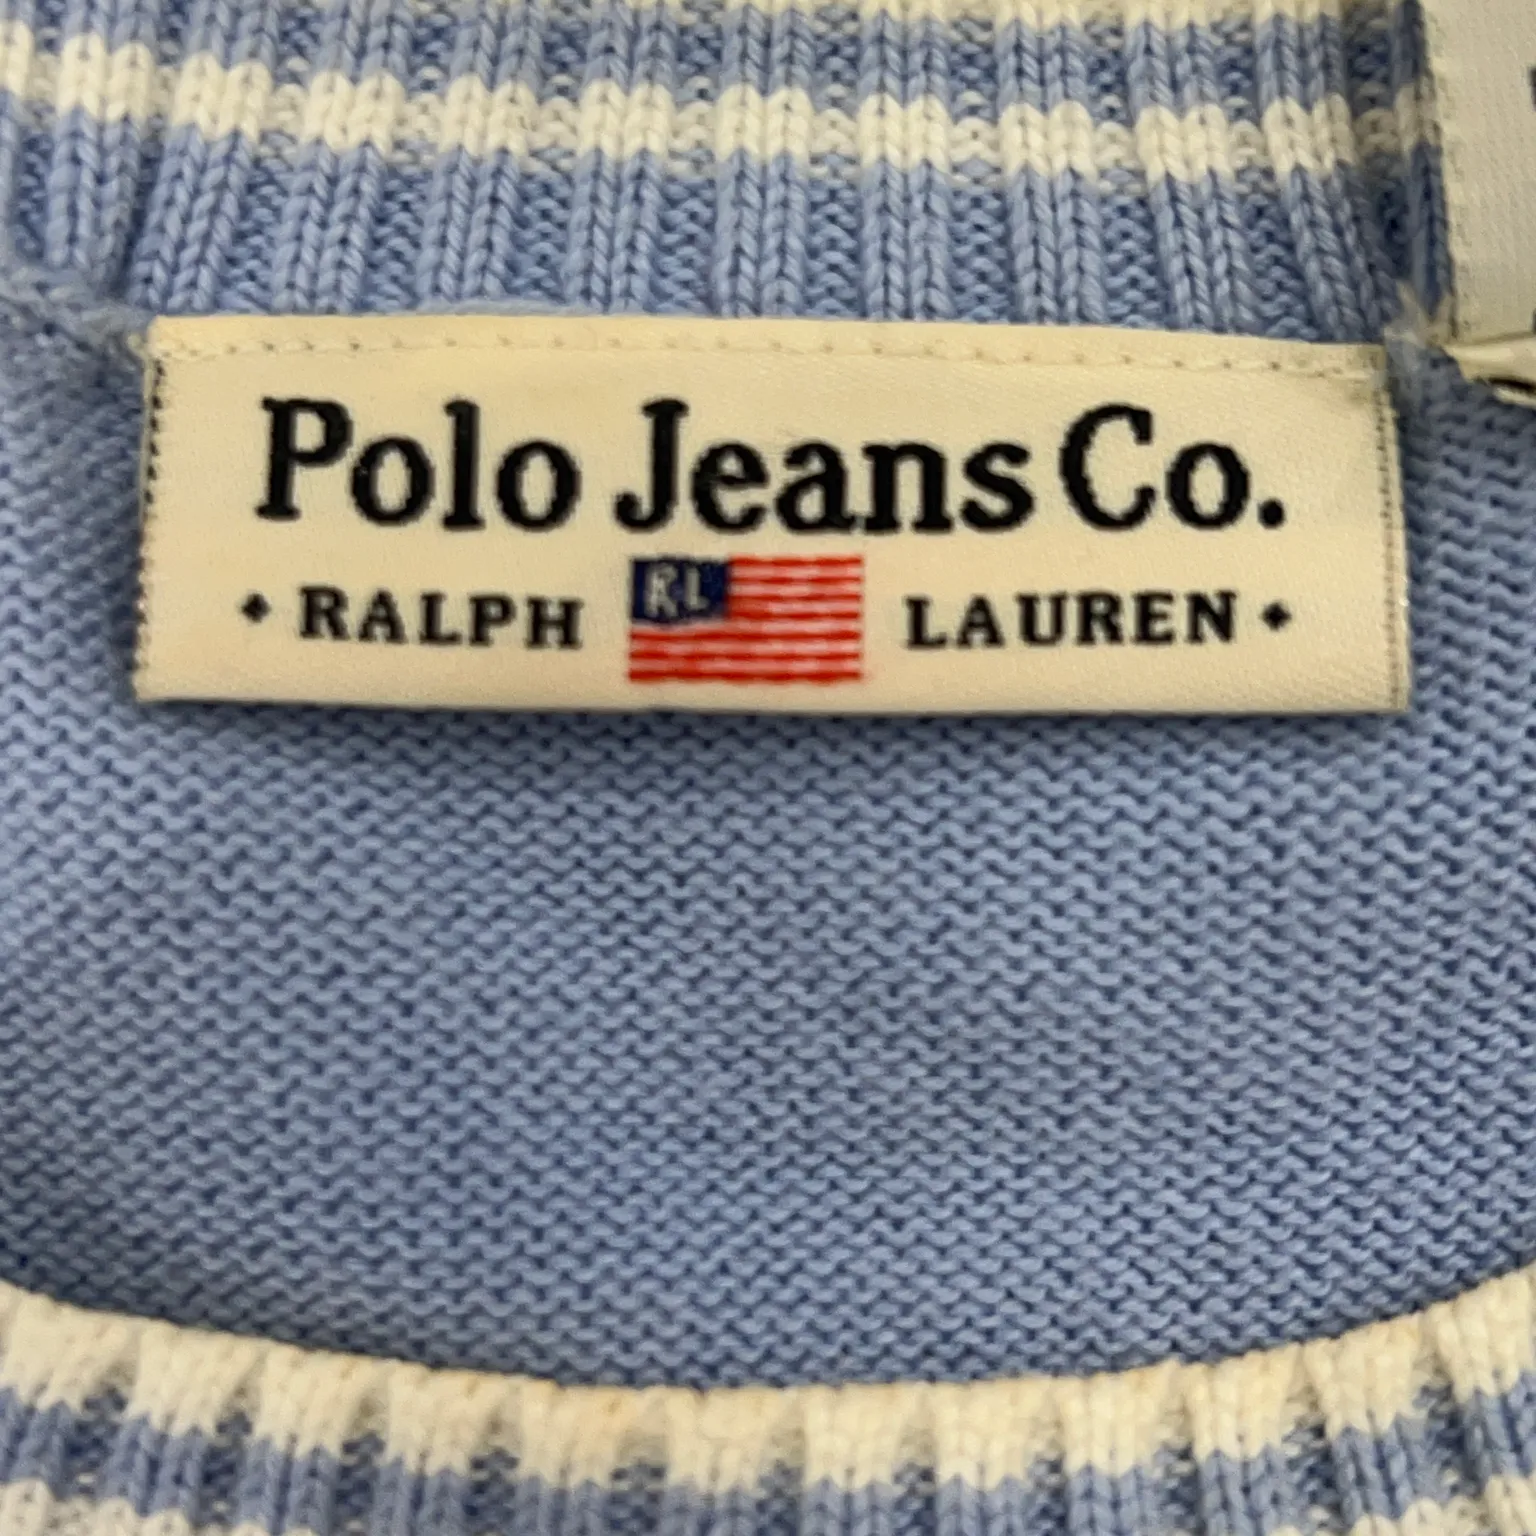 Polo Jeans Co.
• RALPH RL LAUREN •